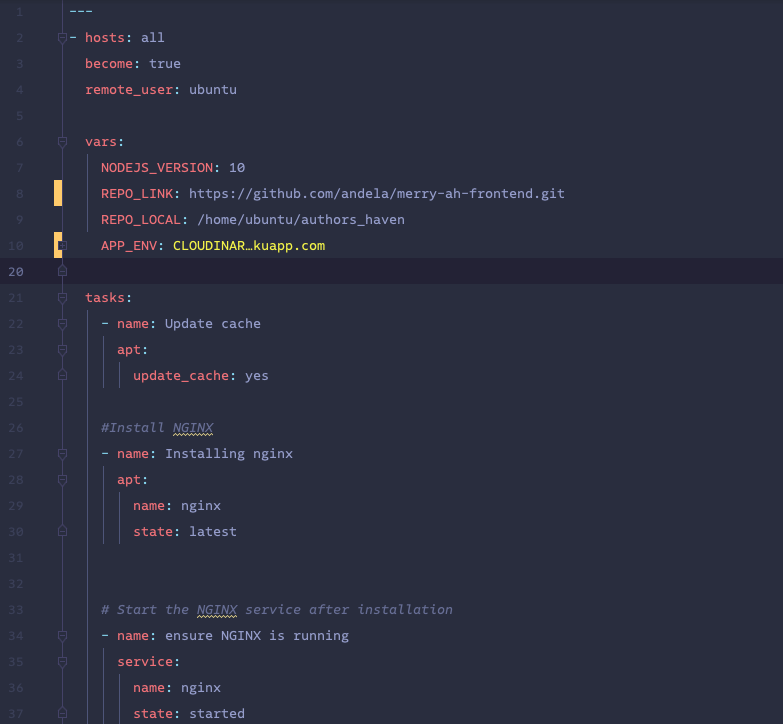 1 ---
2 - hosts: all
3 become: true
4 remote_user: ubuntu
5
6 vars:
7 NODEJS_VERSION: 10
8 REPO_LINK: https://github.com/andela/merry-ah-frontend.git
9 REPO_LOCAL: /home/ubuntu/authors_haven
10 APP_ENV: CLOUDINAR…kuapp.com
20
21 tasks:
22 - name: Update cache
23 apt:
24 update_cache: yes
25
26 #Install NGINX
27 - name: Installing nginx
28 apt:
29 name: nginx
30 state: latest
31
32
33 # Start the NGINX service after installation
34 - name: ensure NGINX is running
35 service:
36 name: nginx
37 state: started